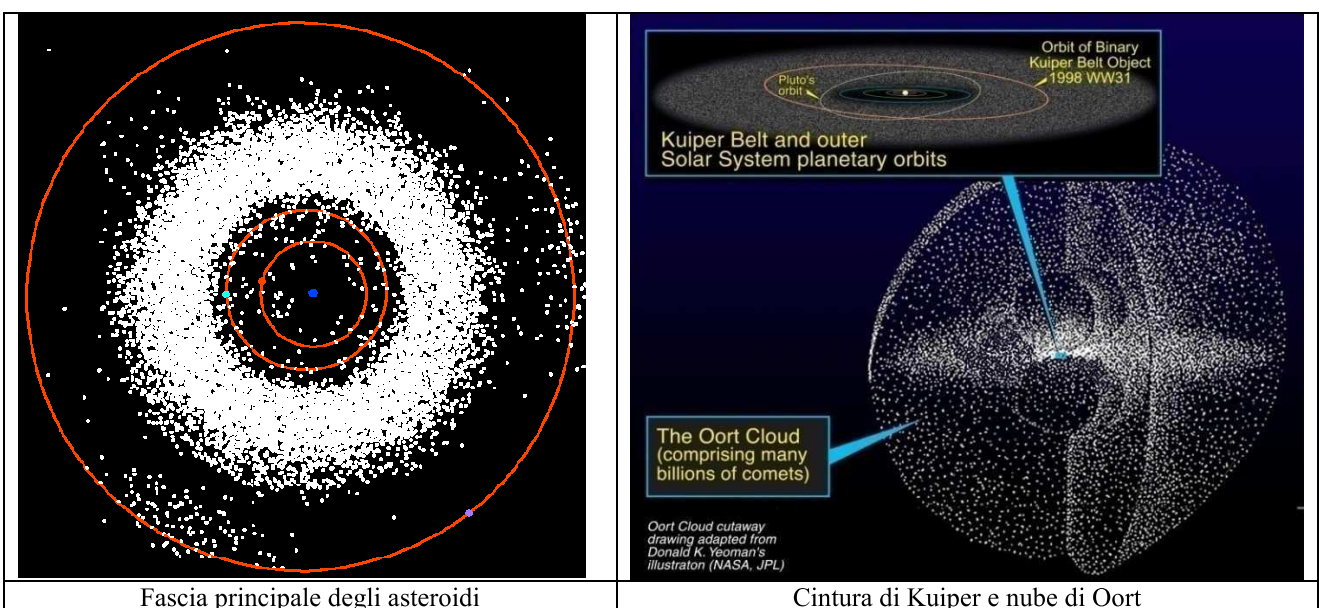 Orbit of Binary
Kuiper Belt Object
1998 WW31
Pluto's
orbit
Kuiper Belt and outer
Solar System planetary orbits
The Oort Cloud
(comprising many
billions of comets)
Oort Cloud cutaway
drawing adapted from
Donald K. Yeoman's
illustraton (NASA, JPL)
Fascia principale degli asteroidi
Cintura di Kuiper e nube di Oort